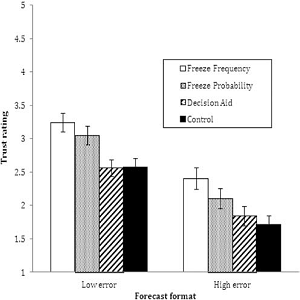 5
4.5
4
3.5
3
2.5
2
1.5
1
Trust rating
Freeze Frequency
Freeze Probability
Decision Aid
Control
Low error
High error
Forecast format